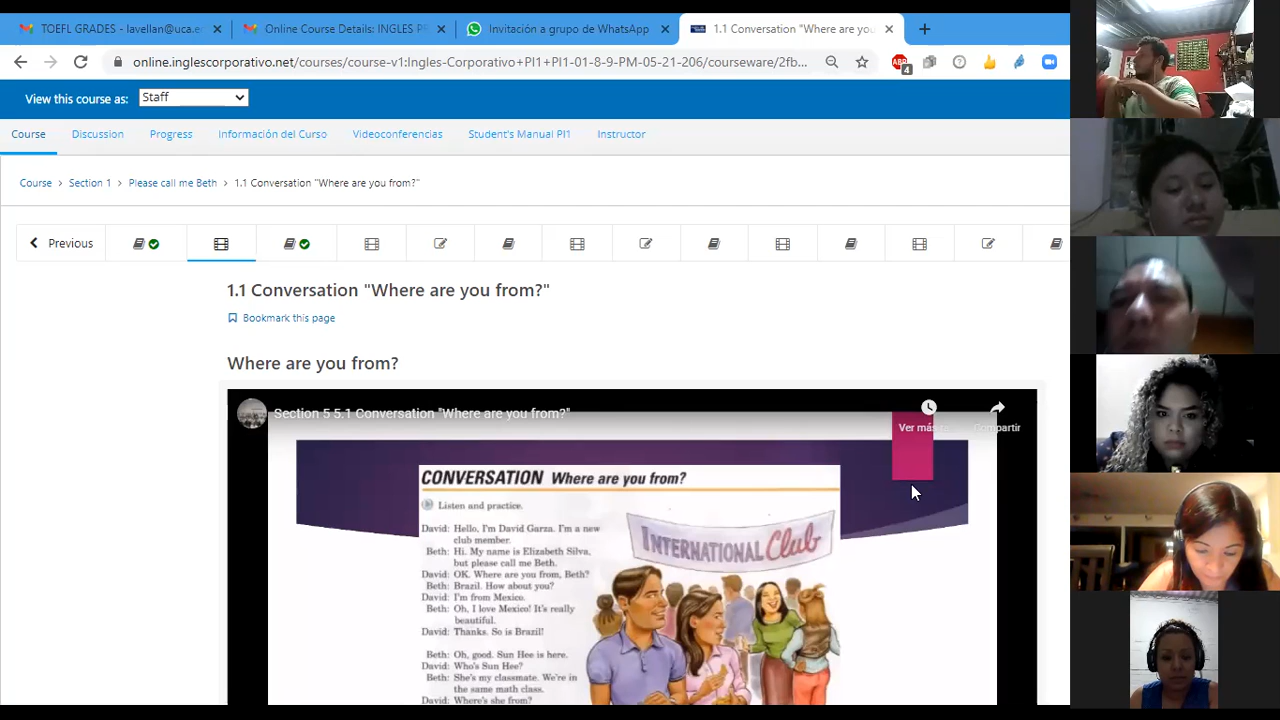 TOEFL GRADES - lavellan@uca.e
Online Course Details: INGLES PR
Invitación a grupo de WhatsApp
1.1 Conversation "Where are you
online.inglescorporativo.net/courses/course-v1:Ingles-Corporativo+PI1+PI1-01-8-9-PM-05-21-206/courseware/2fb...
4
View this course as:
Staff
Course
Discussion
Progress
Información del Curso
Videoconferencias
Student's Manual PI1
Instructor
Course > Section 1 > Please call me Beth > 1.1 Conversation "Where are you from?"
Previous
1.1 Conversation "Where are you from?"
Bookmark this page
Where are you from?
Section 5 5.1 Conversation "Where are you from?"
Ver más
Compartir
CONVERSATION Where are you from?
Listen and practice.
David: Hello, I'm David Garza. I'm a new
club member.
Beth: Hi. My name is Elizabeth Silva,
but please call me Beth.
David: OK. Where are you from, Beth?
Beth: Brazil. How about you?
David: I'm from Mexico.
Beth: Oh, I love Mexico! It's really
beautiful.
David: Thanks. So is Brazil!
Beth: Oh, good. Sun Hee is here.
David: Who's Sun Hee?
Beth: She's my classmate. We're in
the same math class.
David: Where's she from?
INTERNATIONAL Club